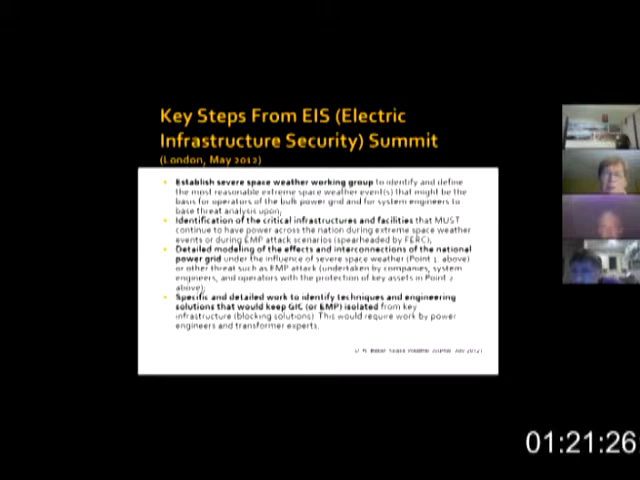 Key Steps From EIS (Electric
Infrastructure Security) Summit
(London, May 2012)
Establish severe space weather working group to identify and define
the most reasonable extreme space weather event(s) that might be the
basis for operators of the bulk power grid and for system engineers to
base threat analysis upon;
Identification of the critical infrastructures and facilities that MUST
continue to have power across the nation during extreme space weather
events or during EMP attack scenarios (spearheaded by FERC);
Detailed modeling of the effects and interconnections of the national
power grid under the influence of severe space weather (Point 1 above)
or other threat such as EMP attack (undertaken by companies, system
engineers, and operators with the protection of key assets in Point 2
above);
Specific and detailed work to identify techniques and engineering
solutions that would keep GIC (or EMP) isolated from key
infrastructure (blocking solutions). This would require work by power
engineers and transformer experts.
01:21:26